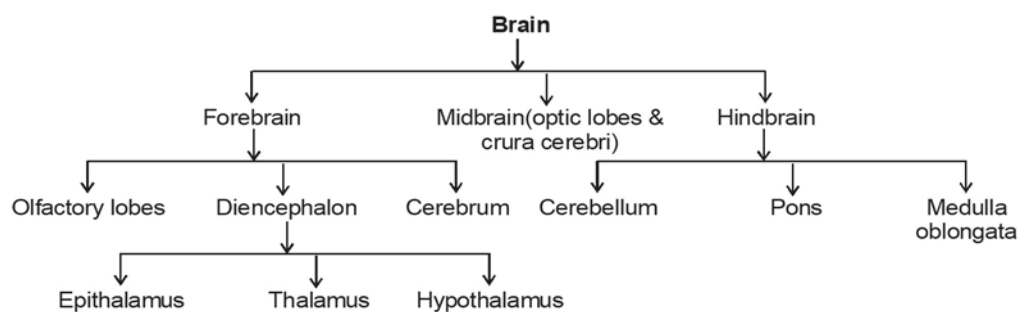 Brain
Forebrain
Midbrain(optic lobes &
crura cerebri)
Hindbrain
Olfactory lobes
Diencephalon
Cerebrum
Cerebellum
Pons
Medulla
oblongata
Epithalamus
Thalamus
Hypothalamus